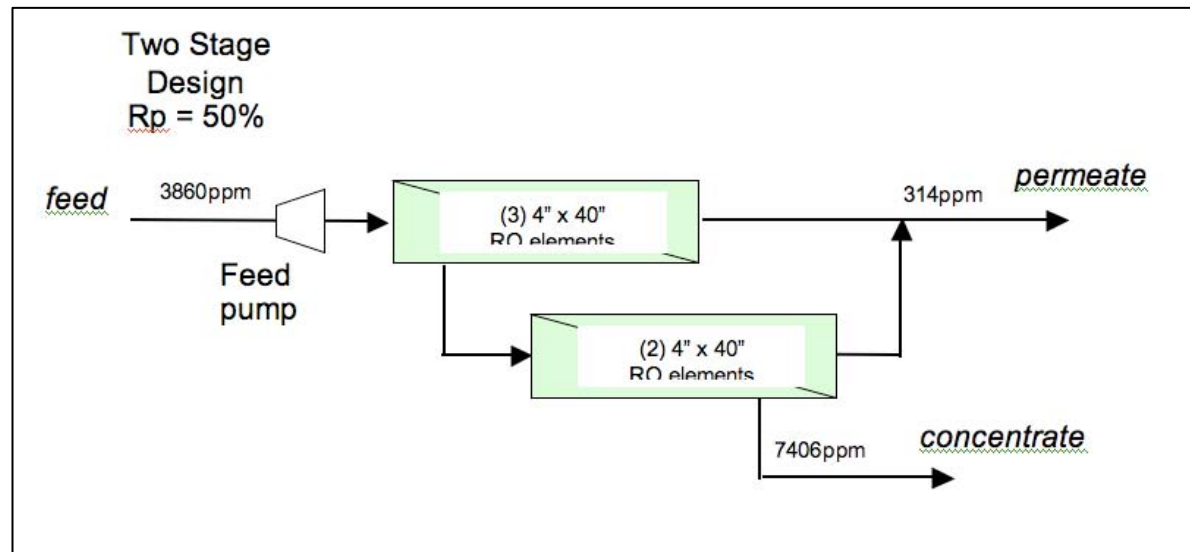 Two Stage
Design
Rp = 50%
feed
3860ppm
Feed
pump
(3) 4” x 40”
RO elements
314ppm
permeate
(2) 4” x 40”
RO elements
7406ppm
concentrate